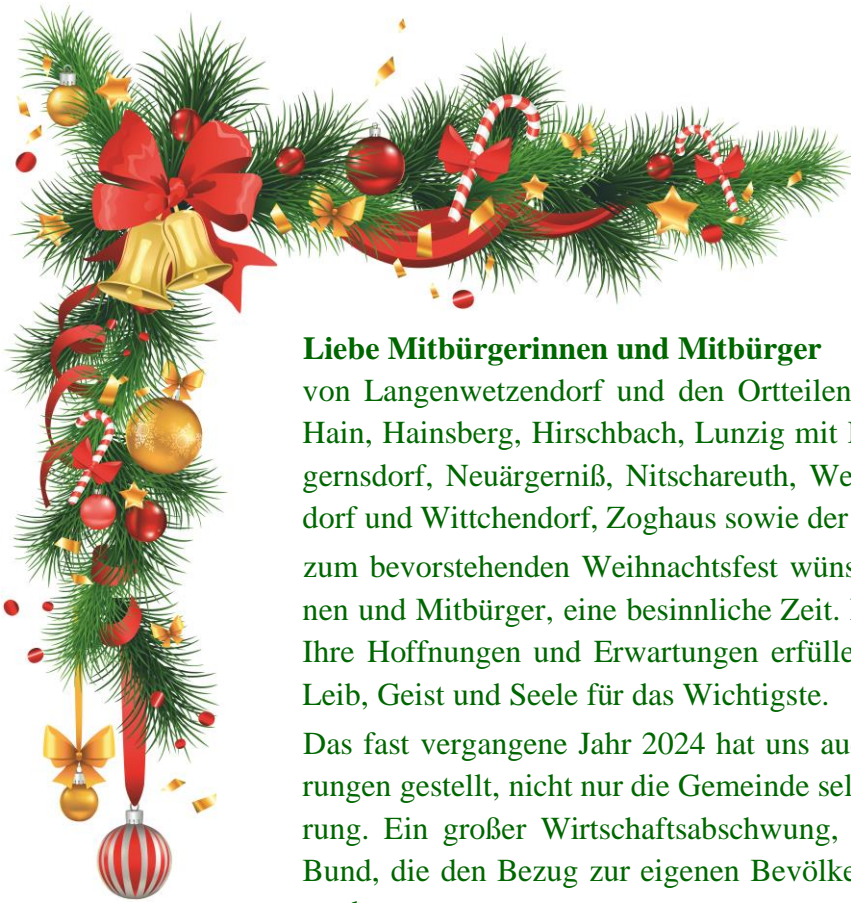 Liebe Mitbürgerinnen und Mitbürger
von Langenwetzendorf und den Ortteilen
Hain, Hainsberg, Hirschbach, Lunzig mit
gernsdorf, Neuärgerniß, Nitschareuth, We
dorf und Wittchendorf, Zoghaus sowie der
zum bevorstehenden Weihnachtsfest wüns
nen und Mitbürger, eine besinnliche Zeit.
Ihre Hoffnungen und Erwartungen erfülle
Leib, Geist und Seele für das Wichtigste.
Das fast vergangene Jahr 2024 hat uns au
rungen gestellt, nicht nur die Gemeinde sel
rung. Ein großer Wirtschaftsabschwung,
Bund, die den Bezug zur eigenen Bevölke